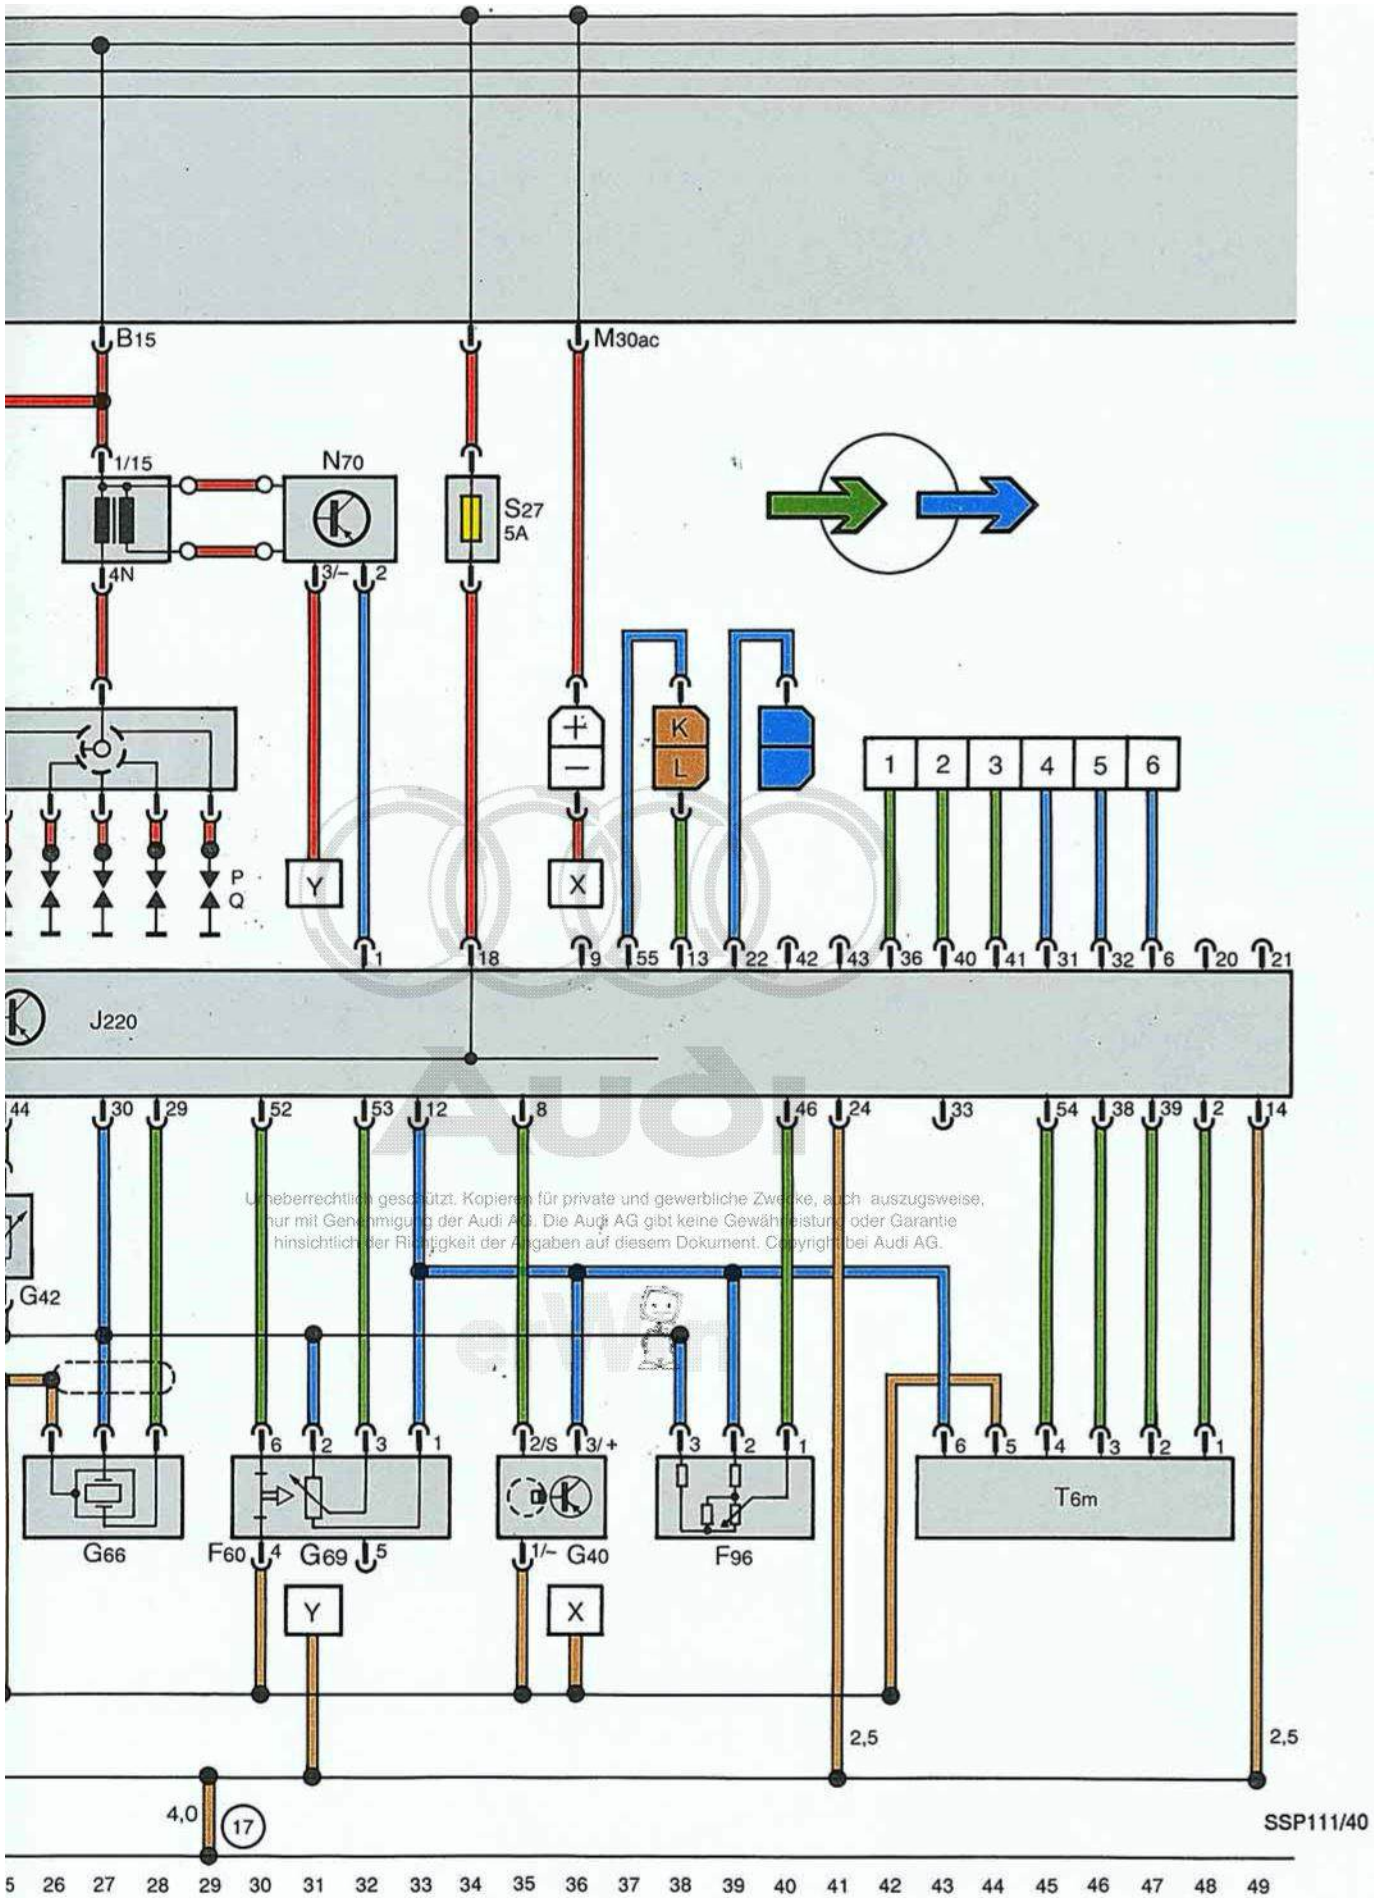 B15
M30ac
1/15
N70
S27
5A
4N
3/–
2
+
–
K
L
1 2 3 4 5 6
Y
X
P
Q
1 18 9 55 13 22 42 43 36 40 41 31 32 6 20 21
J220
Audi
44 30 29 52 53 12 8 46 24 33 54 38 39 2 14
Urheberrechtlich geschützt. Kopieren für private und gewerbliche Zwecke, auch auszugsweise,
nur mit Genehmigung der Audi AG. Die Audi AG gibt keine Gewährleistung oder Garantie
hinsichtlich der Richtigkeit der Angaben auf diesem Dokument. Copyright bei Audi AG.
G42
erWin
6 2 3 1 2/S 3/+ 3 2 1 6 5 4 3 2 1
T6m
G66
F60 4 G69 5 1/– G40 F96
Y
X
2,5
2,5
4,0
17
SSP111/40
5 26 27 28 29 30 31 32 33 34 35 36 37 38 39 40 41 42 43 44 45 46 47 48 49